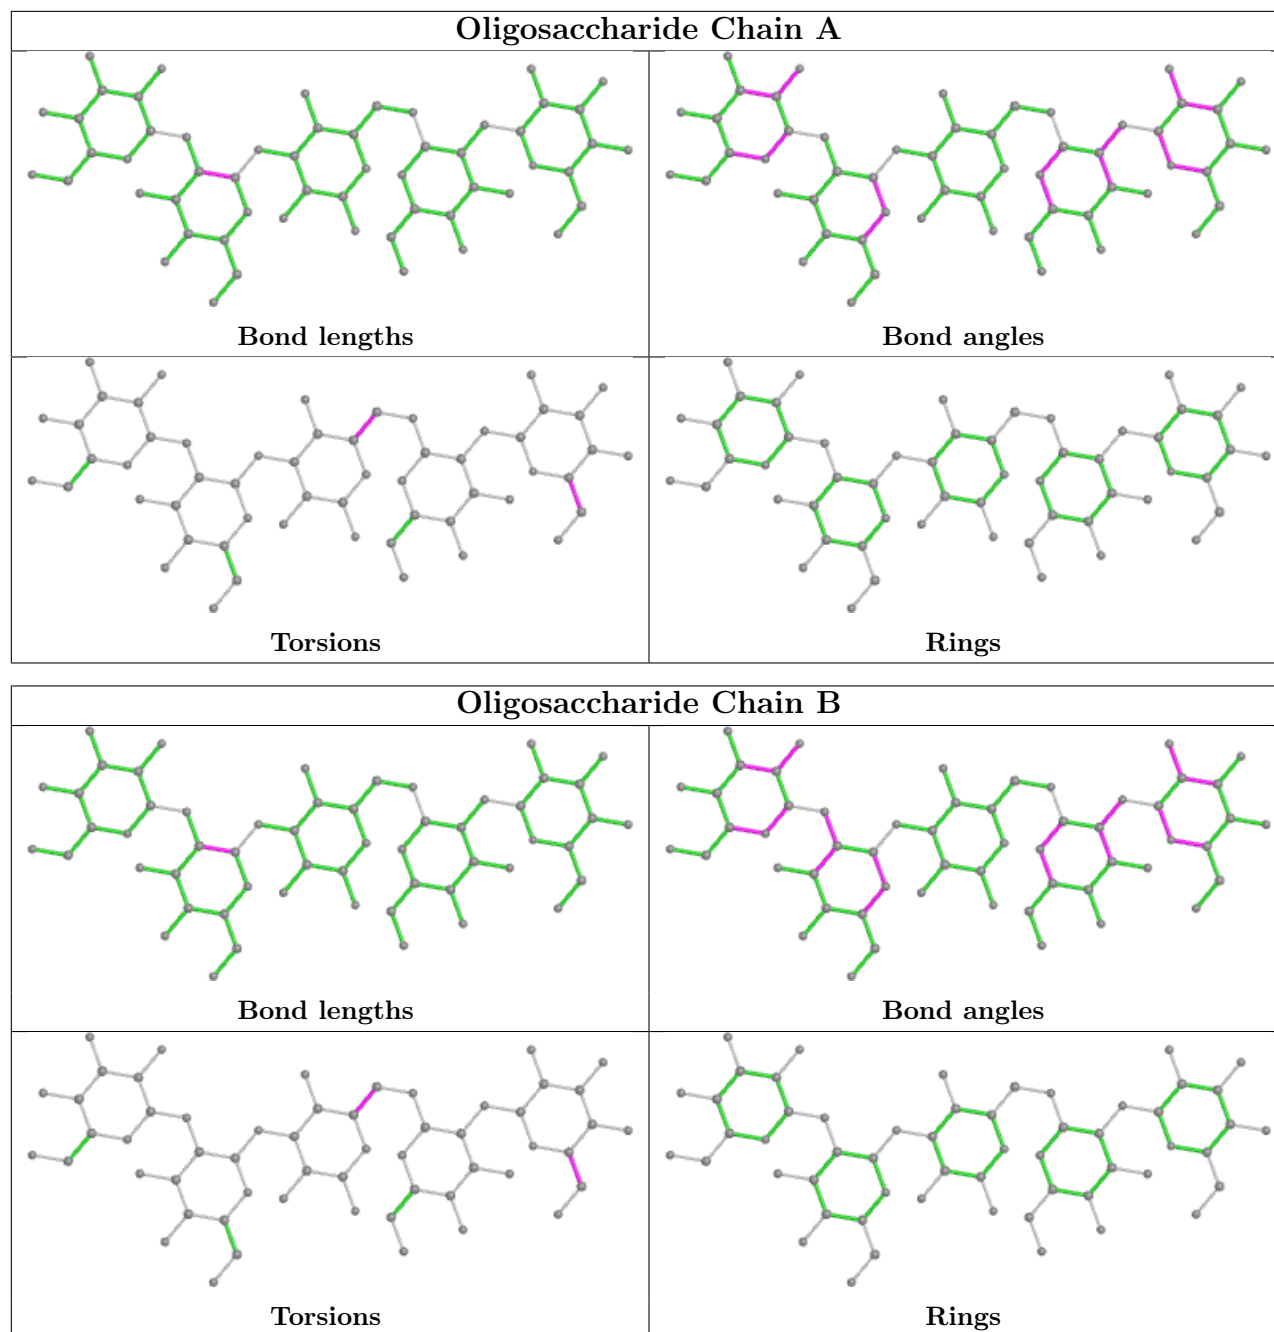 Oligosaccharide Chain A
Bond lengths
Bond angles
Torsions
Rings
Oligosaccharide Chain B
Bond lengths
Bond angles
Torsions
Rings